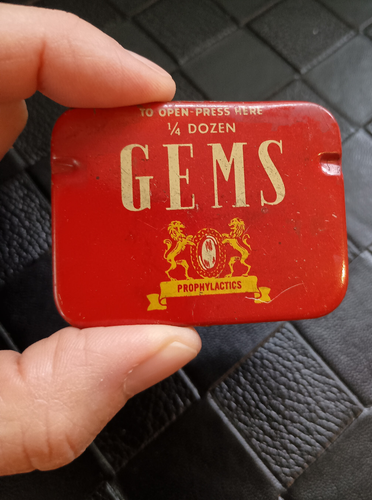 TO OPEN-PRESS HERE
1/4 DOZEN
GEMS
S
PROPHYLACTICS